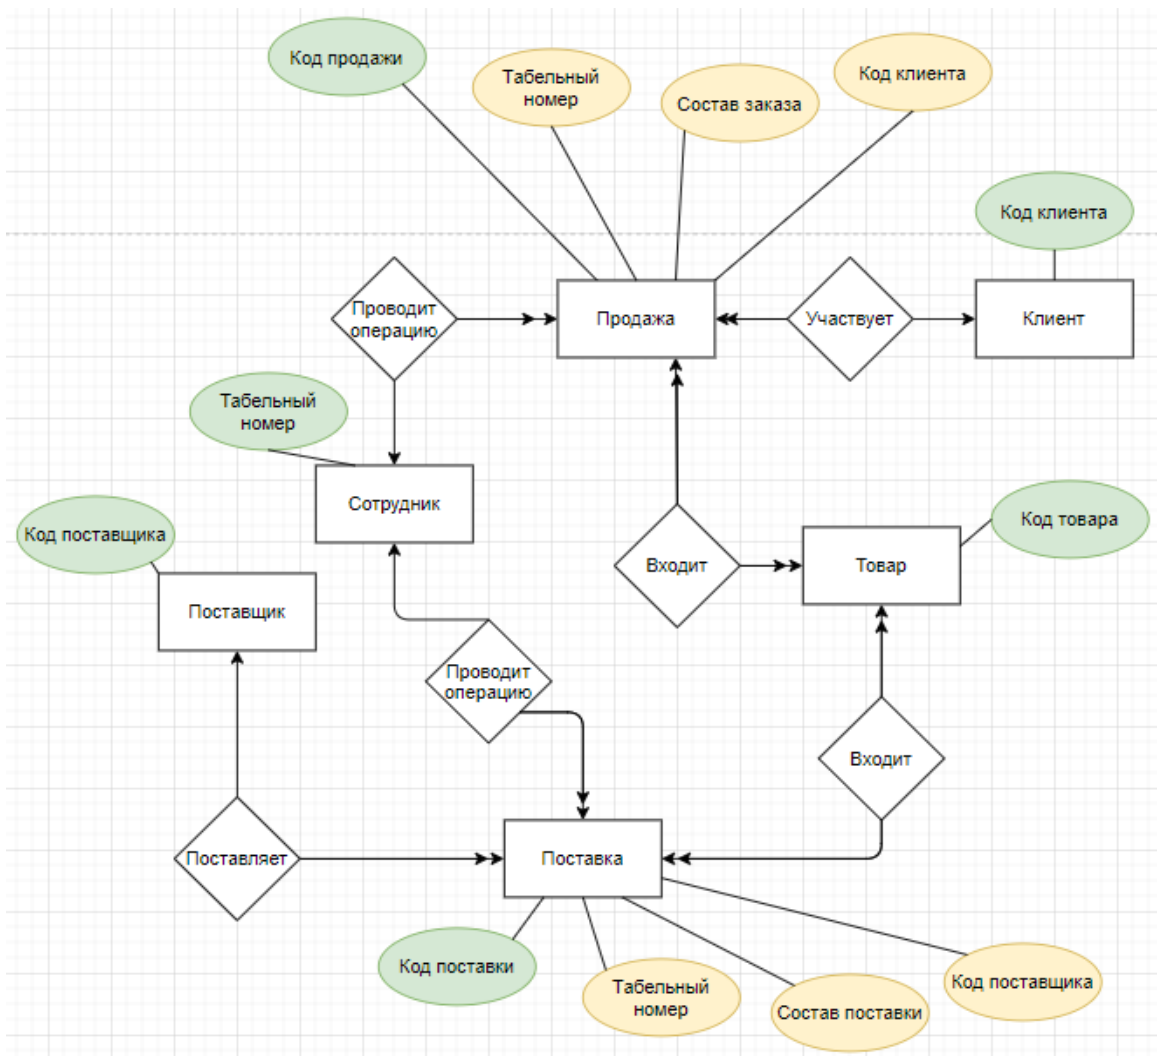 Код продажи
Табельный
номер
Состав заказа
Код клиента
Код клиента
Проводит
операцию
Продажа
Участвует
Клиент
Табельный
номер
Сотрудник
Код поставщика
Код товара
Входит
Товар
Поставщик
Проводит
операцию
Входит
Поставляет
Поставка
Код поставки
Табельный
номер
Состав поставки
Код поставщика